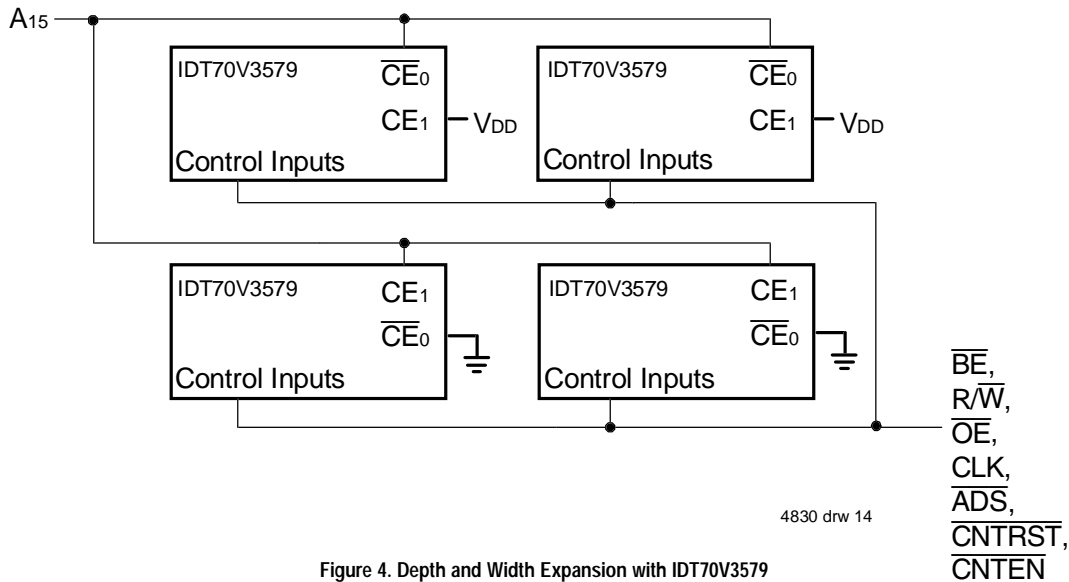 A15
IDT70V3579
CE0
CE1
VDD
Control Inputs
IDT70V3579
CE0
CE1
VDD
Control Inputs
IDT70V3579
CE1
CE0
Control Inputs
IDT70V3579
CE1
CE0
Control Inputs
BE,
R/W,
OE,
CLK,
ADS,
CNTRST,
CNTEN
4830 drw 14
Figure 4. Depth and Width Expansion with IDT70V3579